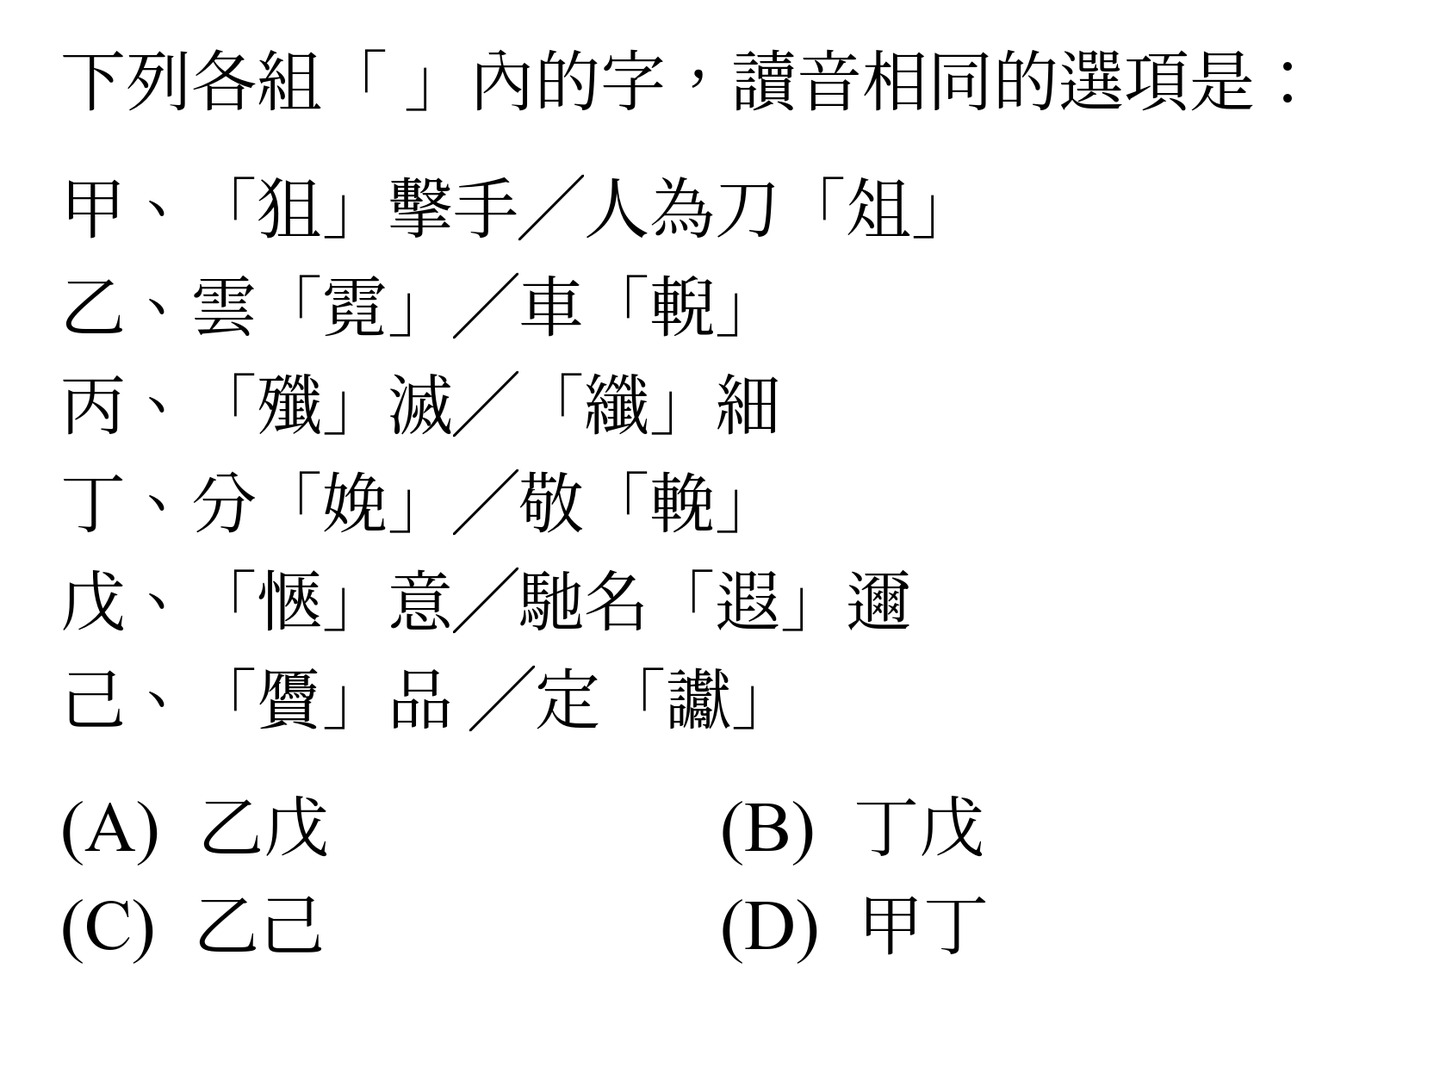 下列各組「 」內的字，讀音相同的選項是：
甲、「狙」擊手／人為刀「俎」
乙、雲「霓」／車「輗」
丙、「殲」滅／「纖」細
丁、分「娩」／敬「輓」
戊、「愜」意／馳名「遐」邇
己、「贗」品 ／定「讞」
(A) 乙戊 (B) 丁戊
(C) 乙己 (D) 甲丁